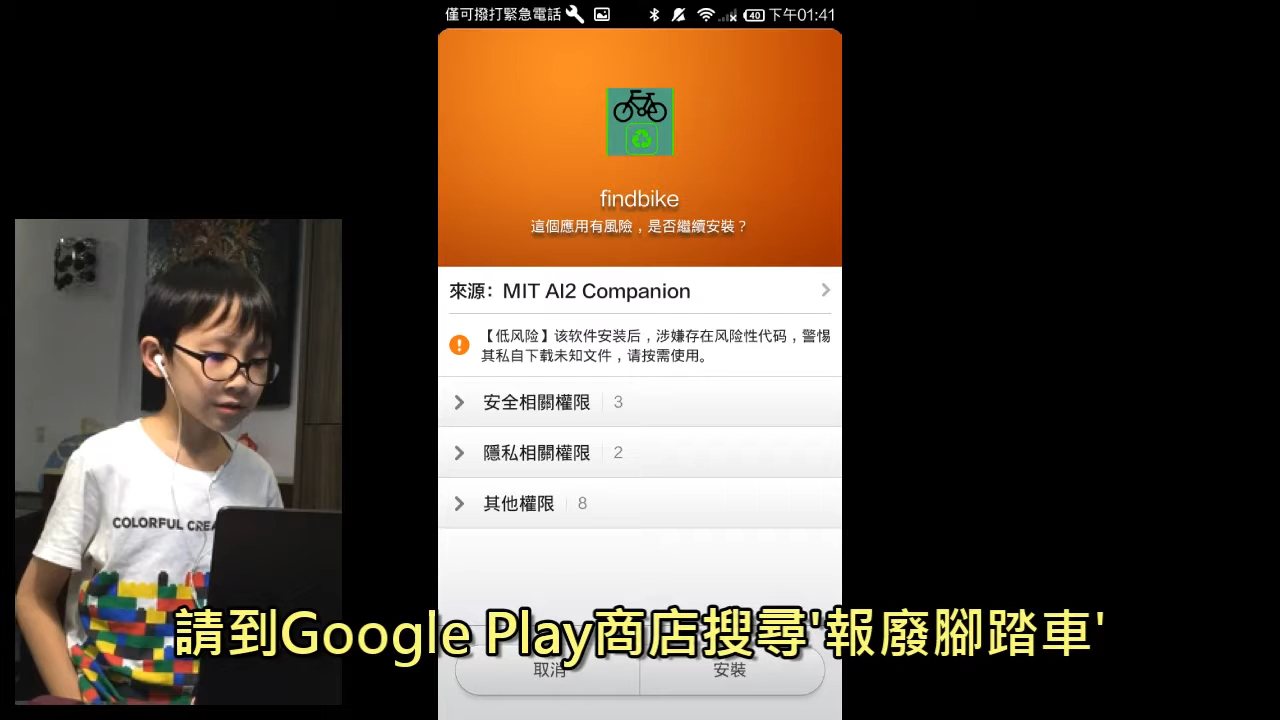 僅可撥打緊急電話
40 下午01:41
findbike
這個應用有風險，是否繼續安裝？
來源：MIT AI2 Companion
【低风险】该软件安装后，涉嫌存在风险性代码，警惕
其私自下载未知文件，请按需使用。
安全相關權限 3
隱私相關權限 2
其他權限 8
COLORFUL CREA
請到Google Play商店搜尋'報廢腳踏車'
取消 安裝